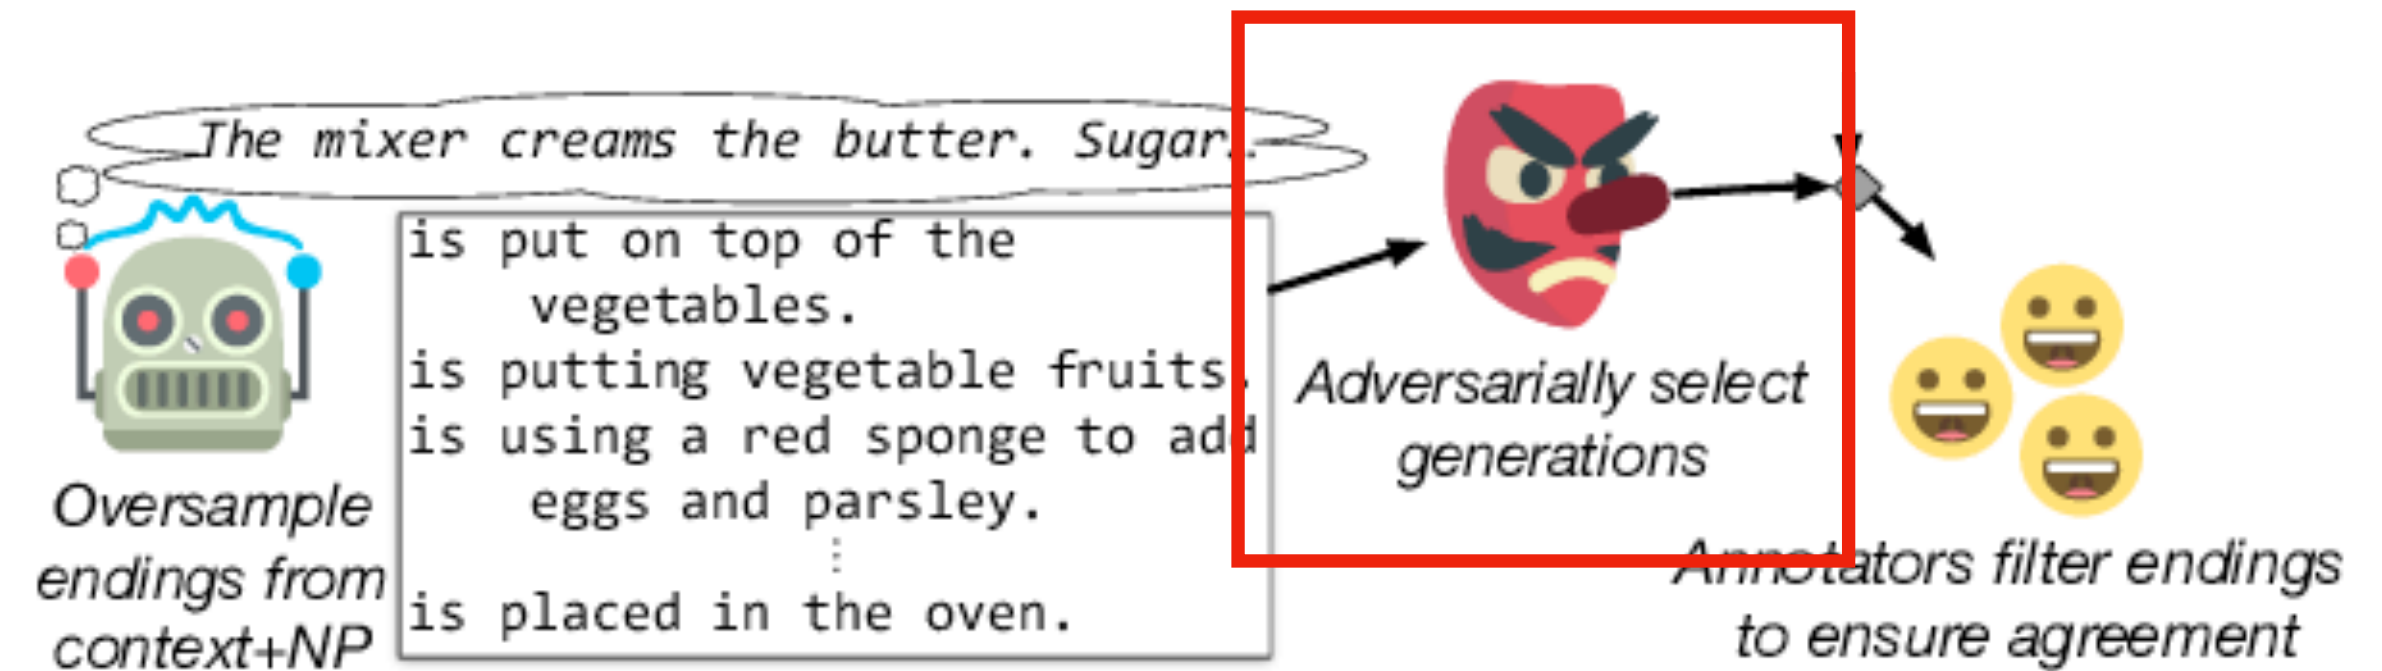 The mixer creams the butter. Sugar…
is put on top of the
vegetables.
is putting vegetable fruits.
is using a red sponge to add
eggs and parsley.
⋮
is placed in the oven.
Oversample
endings from
context+NP
Adversarially select
generations
Annotators filter endings
to ensure agreement